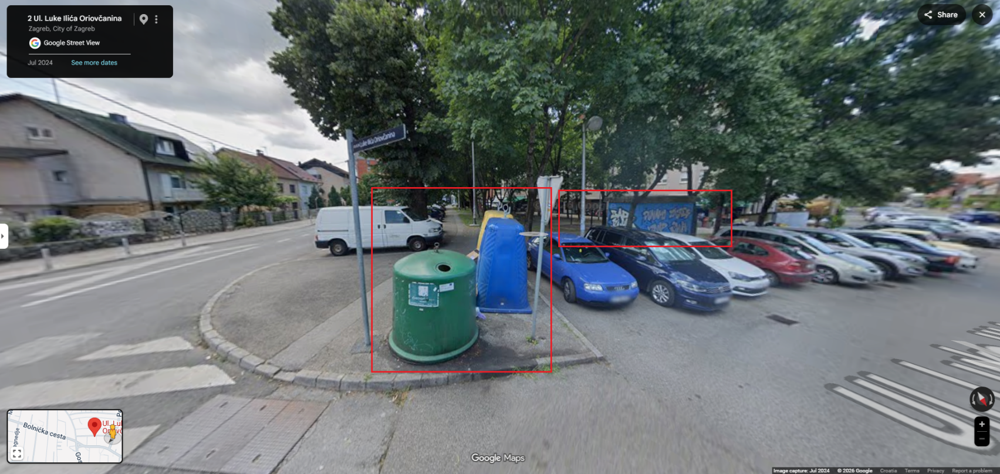 2 Ul. Luke Ilića Oriovčanina
Zagreb, City of Zagreb
Google Street View
Jul 2024 See more dates
Share
Google
Luke Ilića Oriovčanina
Bolnička cesta
Google Maps
Image capture: Jul 2024 © 2026 Google Croatia Terms Privacy Report a problem